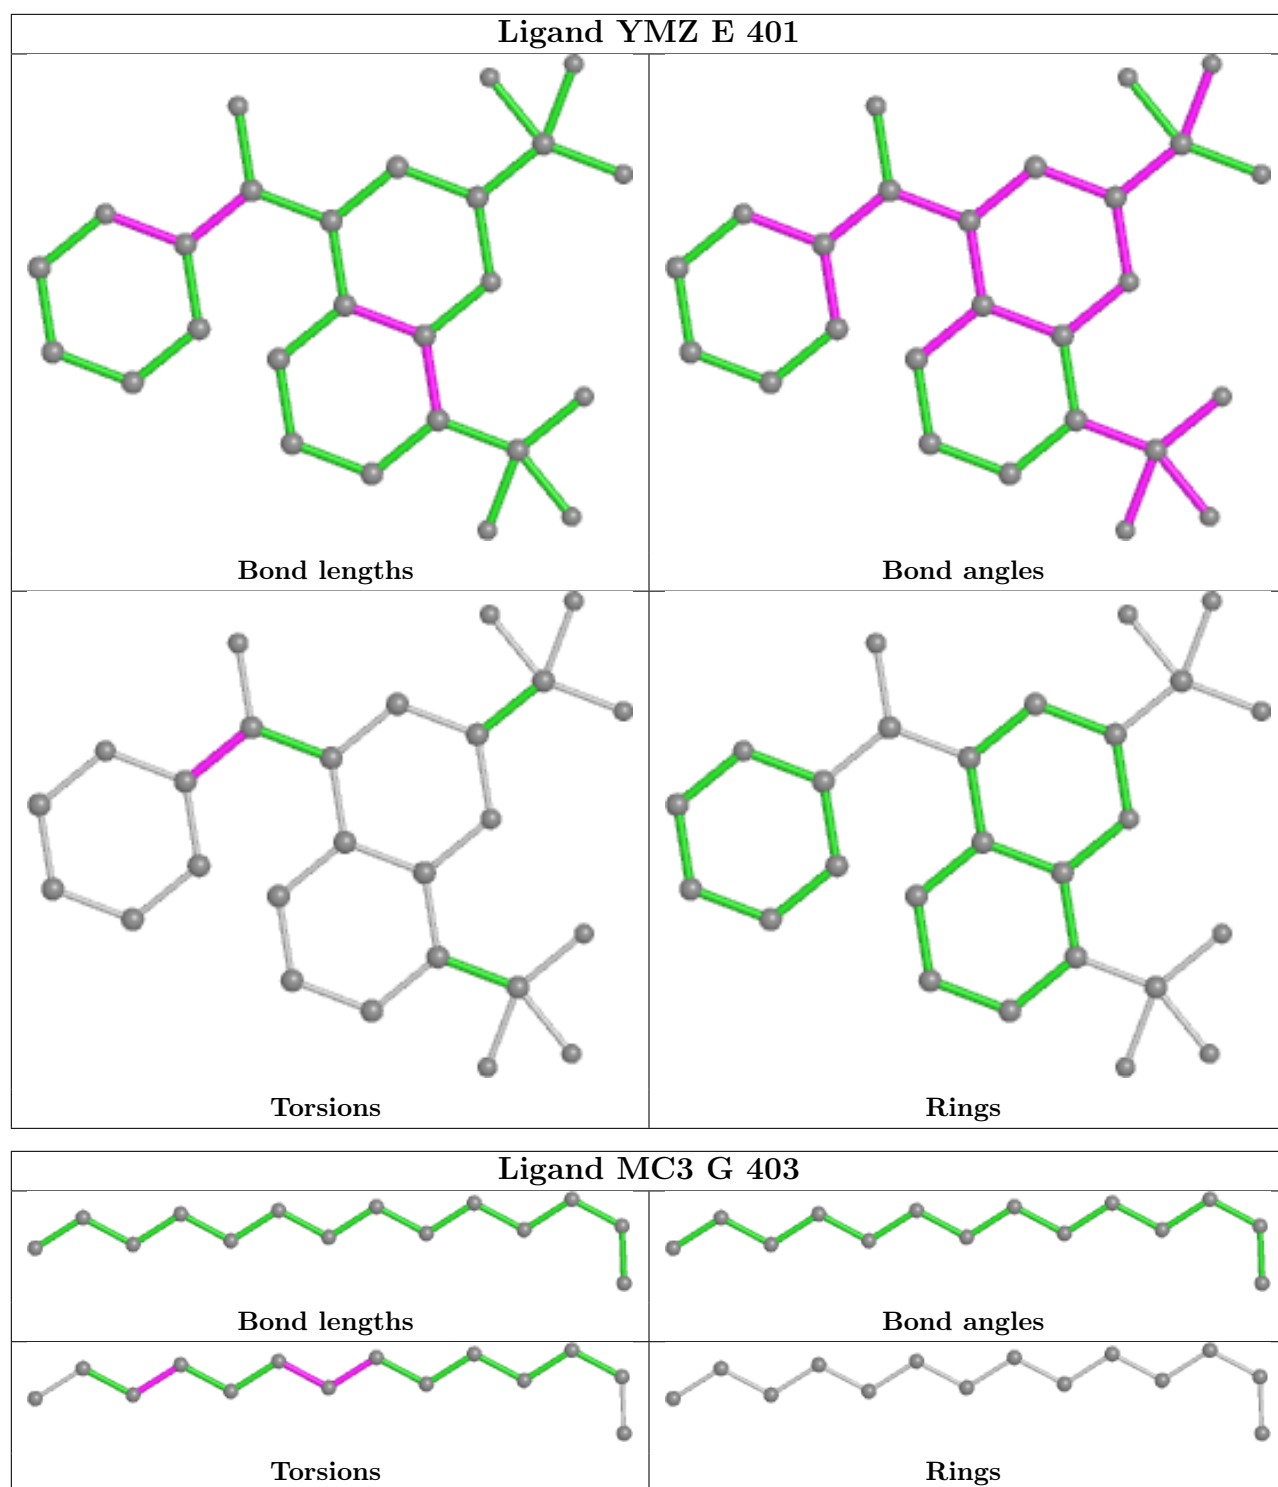 Ligand YMZ E 401
Bond lengths
Bond angles
Torsions
Rings
Ligand MC3 G 403
Bond lengths
Bond angles
Torsions
Rings